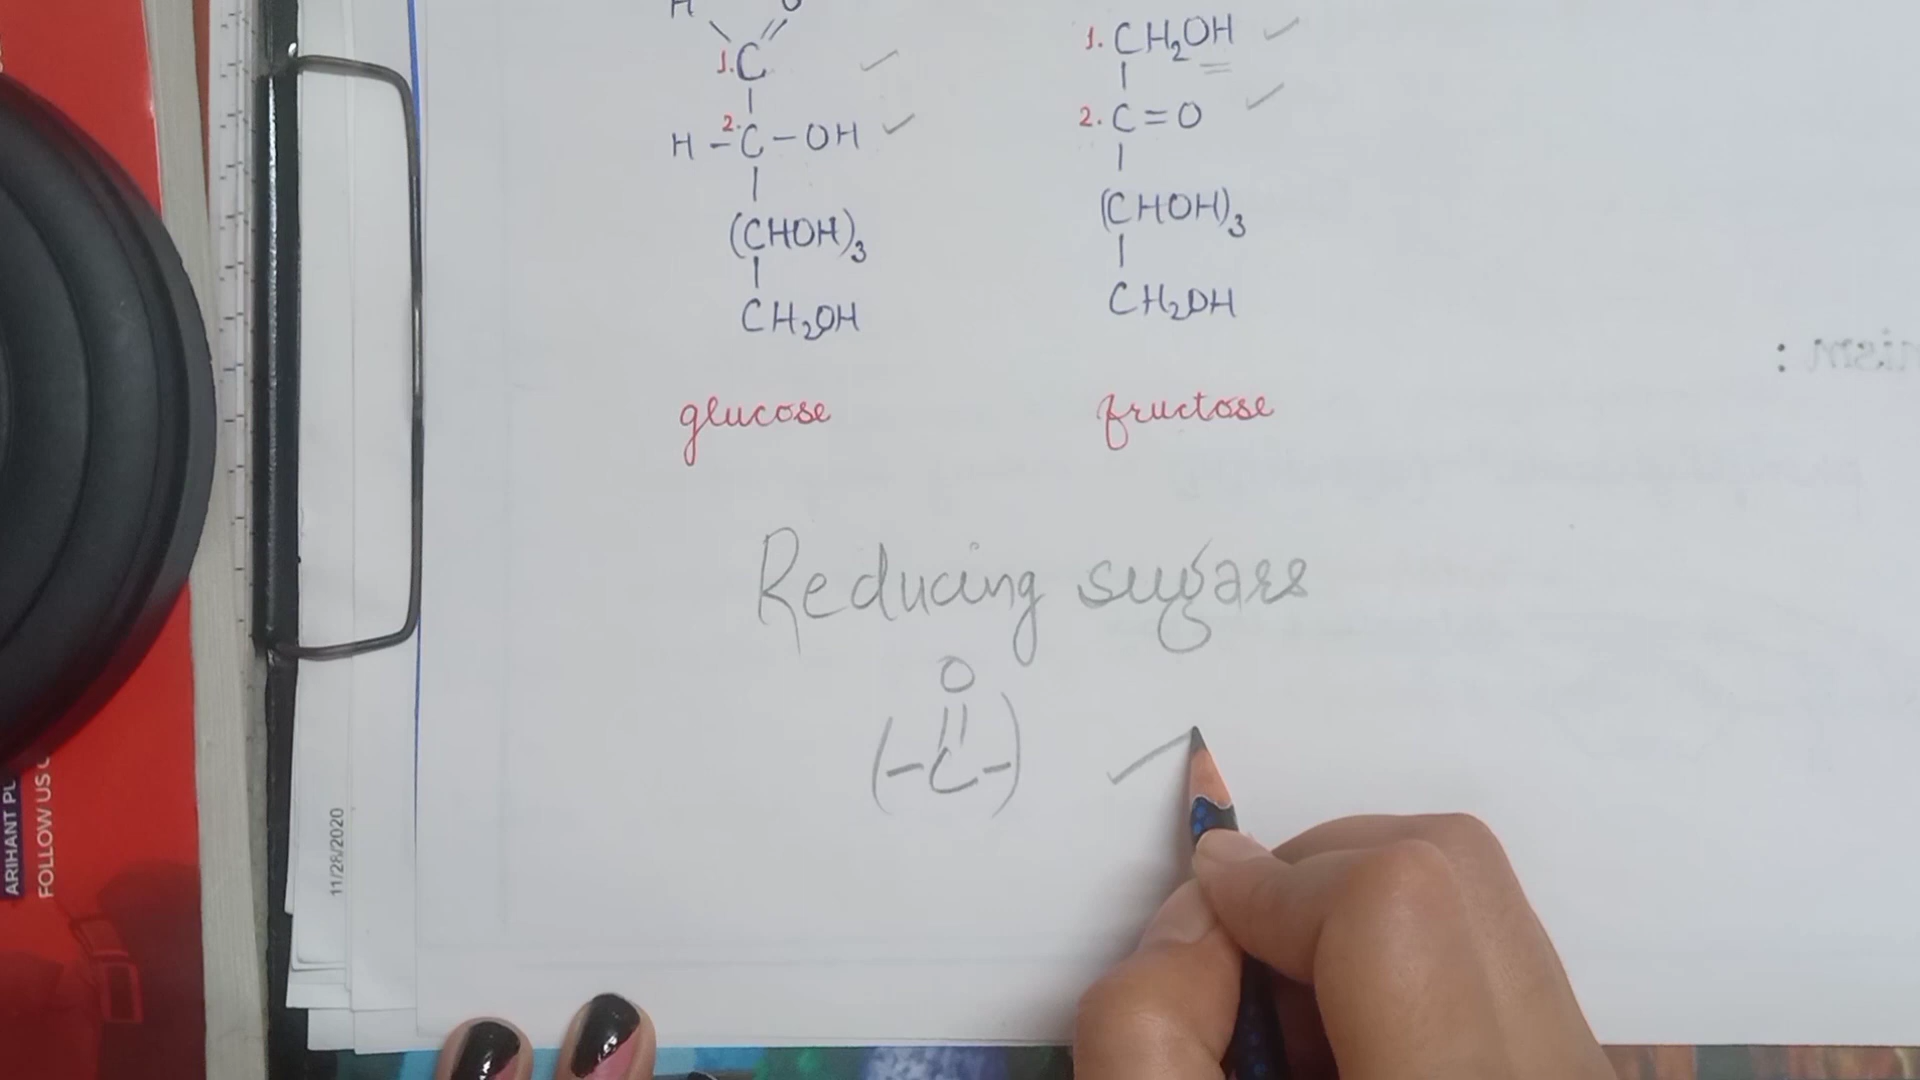 H O
1. C
2. H - C - OH
(CHOH)3
CH2OH
glucose
1. CH2OH
2. C = O
(CHOH)3
CH2OH
fructose
Reducing sugars
O
(-C-)
11/28/2020
ARIHANT PL
FOLLOW US